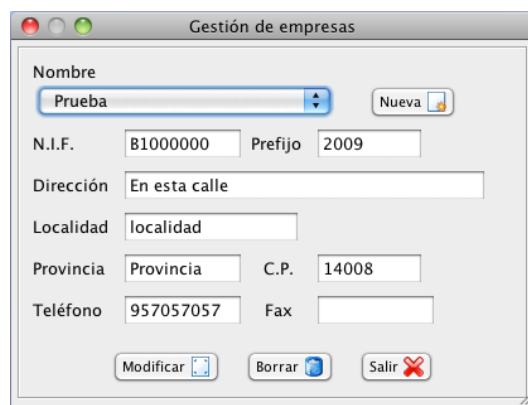 Gestión de empresas
Nombre
Prueba
Nueva
N.I.F. B1000000 Prefijo 2009
Dirección En esta calle
Localidad localidad
Provincia Provincia C.P. 14008
Teléfono 957057057 Fax
Modificar Borrar Salir